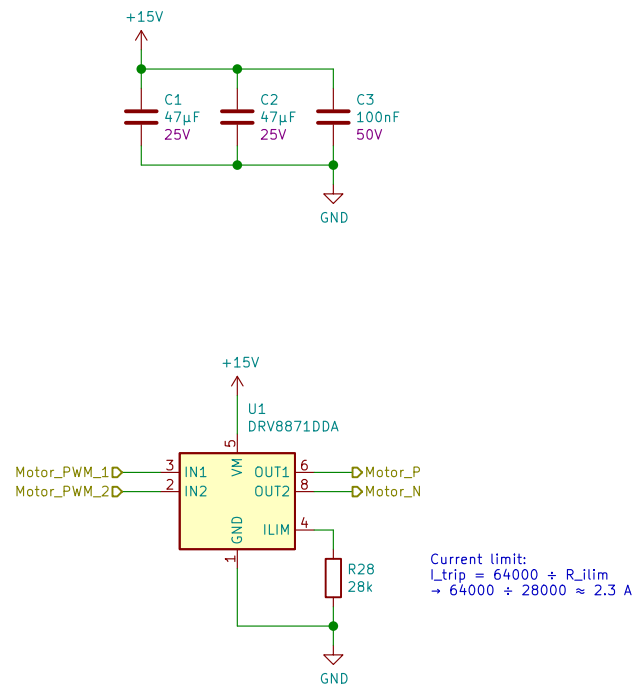 +15V
C1
47µF
25V
C2
47µF
25V
C3
100nF
50V
GND
+15V
U1
DRV8871DDA
5
VM
Motor_PWM_1
3
IN1
OUT1
6
Motor_P
Motor_PWM_2
2
IN2
OUT2
8
Motor_N
GND
ILIM
4
1
R28
28k
Current limit:
I_trip = 64000 ÷ R_ilim
→ 64000 ÷ 28000 ≈ 2.3 A
GND